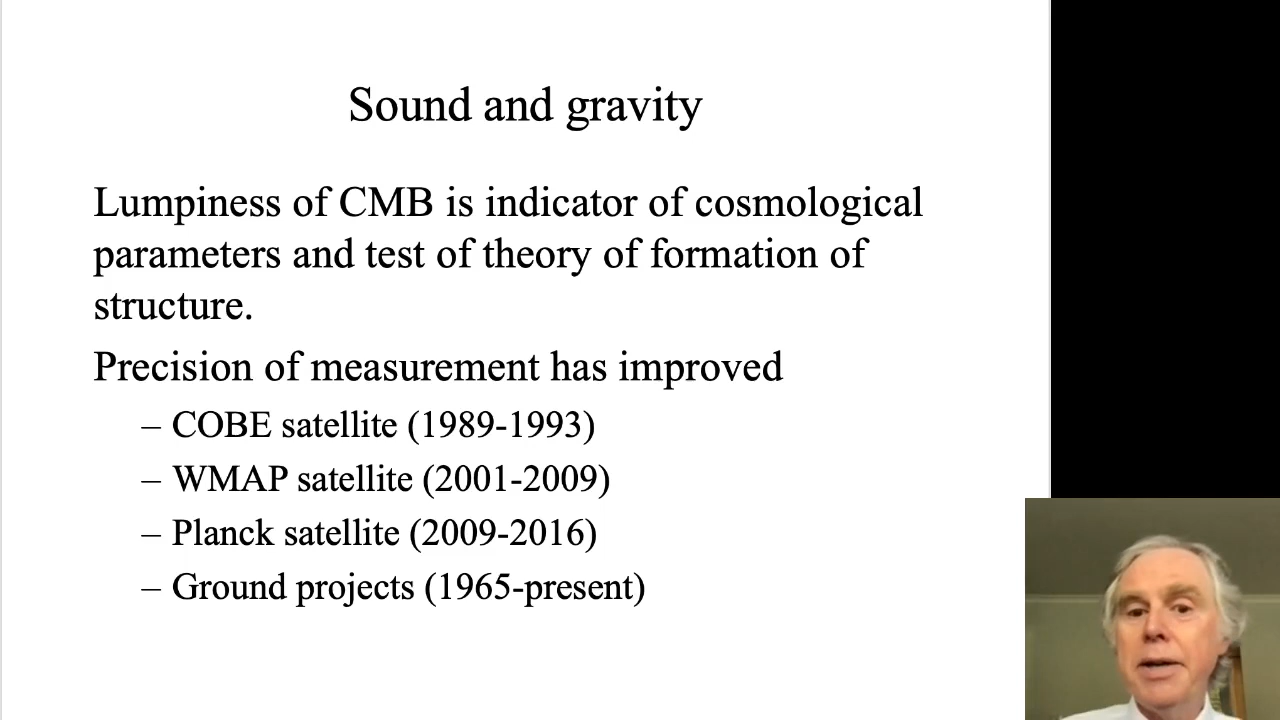 Sound and gravity
Lumpiness of CMB is indicator of cosmological
parameters and test of theory of formation of
structure.
Precision of measurement has improved
– COBE satellite (1989-1993)
– WMAP satellite (2001-2009)
– Planck satellite (2009-2016)
– Ground projects (1965-present)